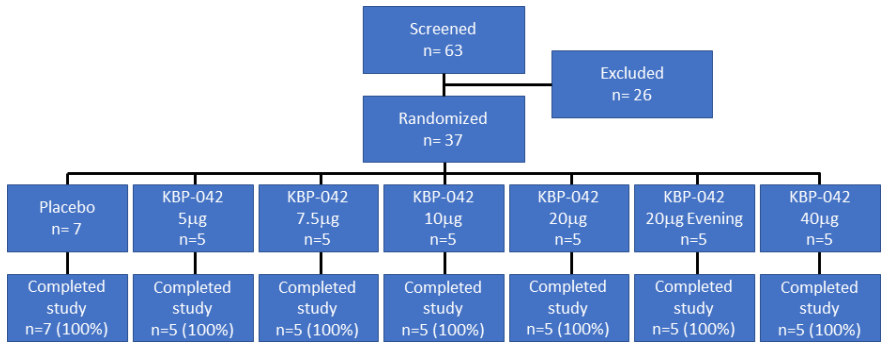 Screened
n= 63
Excluded
n= 26
Randomized
n= 37
Placebo
n= 7
KBP-042
5µg
n=5
KBP-042
7.5µg
n=5
KBP-042
10µg
n=5
KBP-042
20µg
n=5
KBP-042
20µg Evening
n=5
KBP-042
40µg
n=5
Completed
study
n=7 (100%)
Completed
study
n=5 (100%)
Completed
study
n=5 (100%)
Completed
study
n=5 (100%)
Completed
study
n=5 (100%)
Completed
study
n=5 (100%)
Completed
study
n=5 (100%)